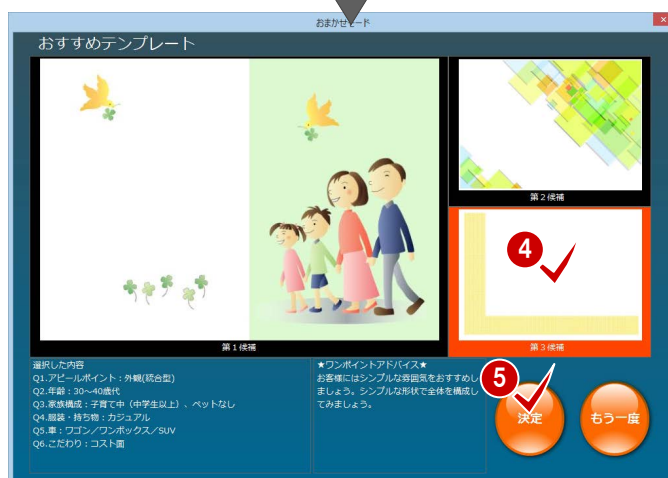 おまかせモード
おすすめテンプレート
第1候補
第2候補
4
第3候補
選択した内容
Q1.アピールポイント：外観(統合型)
Q2.年齢：30～40歳代
Q3.家族構成：子育て中（中学生以上）、ペットなし
Q4.服装・持ち物：カジュアル
Q5.車：ワゴン／ワンボックス／SUV
Q6.こだわり：コスト面
★ワンポイントアドバイス★
お客様にはシンプルな雰囲気をおすすめし
ましょう。シンプルな形状で全体を構成し
てみましょう。
5
決定
もう一度